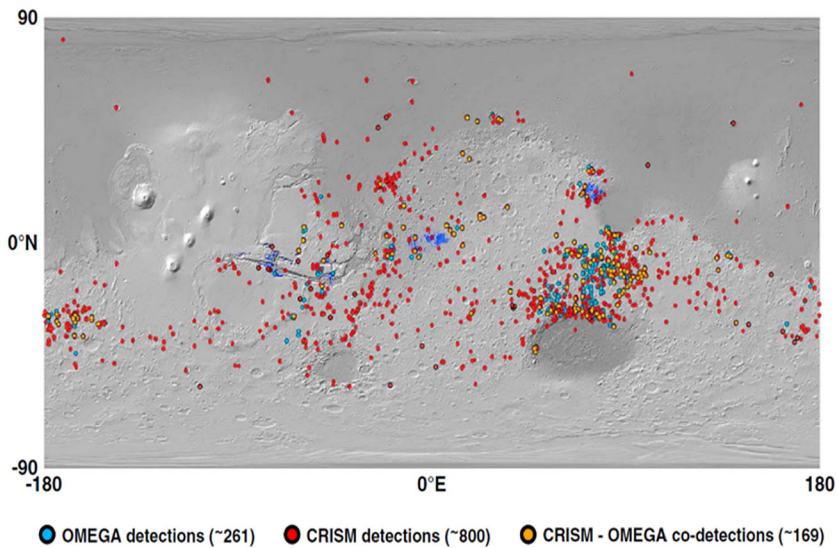 90
0°N
-90
-180 0°E 180
OMEGA detections (~261) CRISM detections (~800) CRISM - OMEGA co-detections (~169)